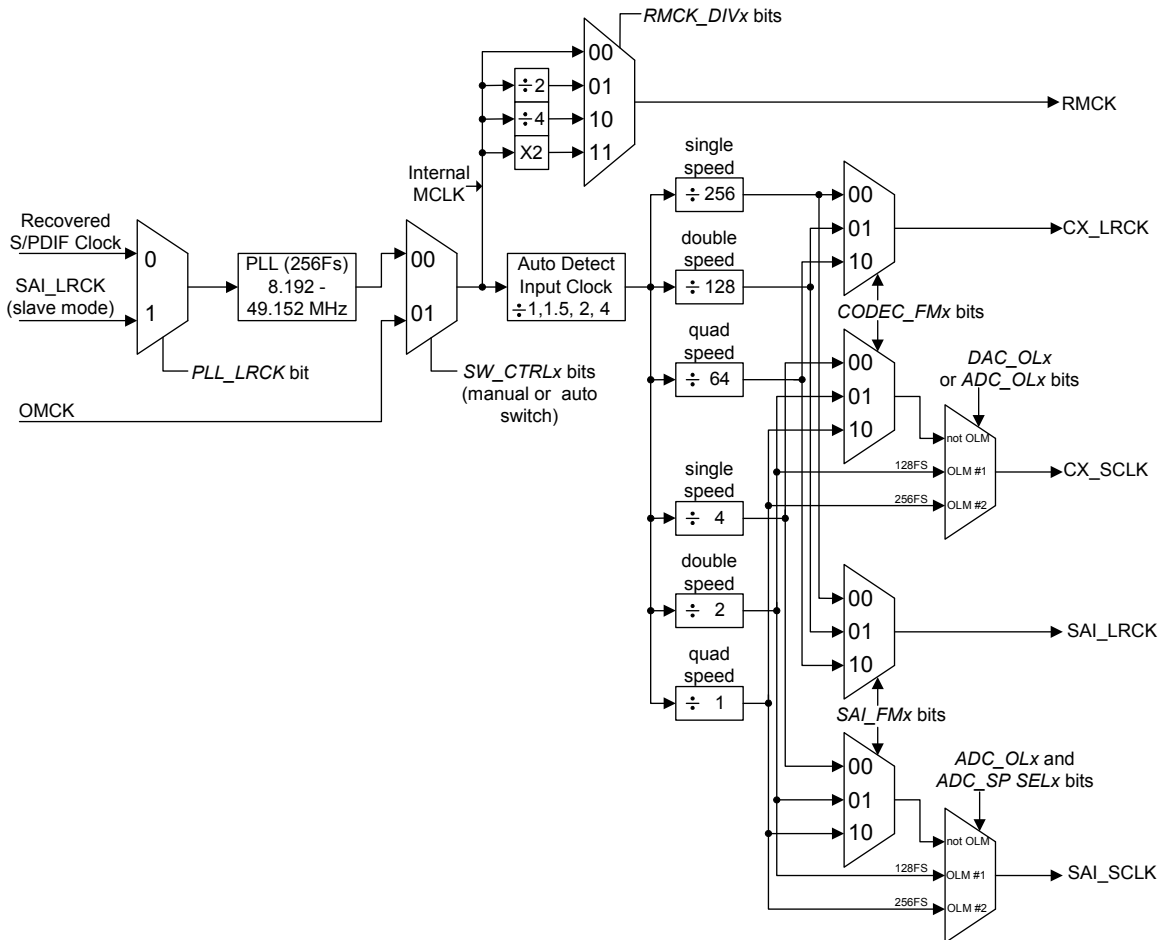 RMCK_DIVx bits
00
÷2
01
÷4
10
X2
11
RMCK
Internal
MCLK
Recovered
S/PDIF Clock
0
SAI_LRCK
(slave mode)
1
PLL_LRCK bit
OMCK
PLL (256Fs)
8.192 -
49.152 MHz
00
01
SW_CTRLx bits
(manual or auto
switch)
Auto Detect
Input Clock
÷1,1.5, 2, 4
single
speed
÷ 256
double
speed
÷ 128
quad
speed
÷ 64
single
speed
÷ 4
double
speed
÷ 2
quad
speed
÷ 1
00
01
10
CX_LRCK
CODEC_FMx bits
00
01
10
DAC_OLx
or ADC_OLx bits
not OLM
128FS
OLM #1
256FS
OLM #2
CX_SCLK
00
01
10
SAI_LRCK
SAI_FMx bits
00
01
10
ADC_OLx and
ADC_SP SELx bits
not OLM
128FS
OLM #1
256FS
OLM #2
SAI_SCLK